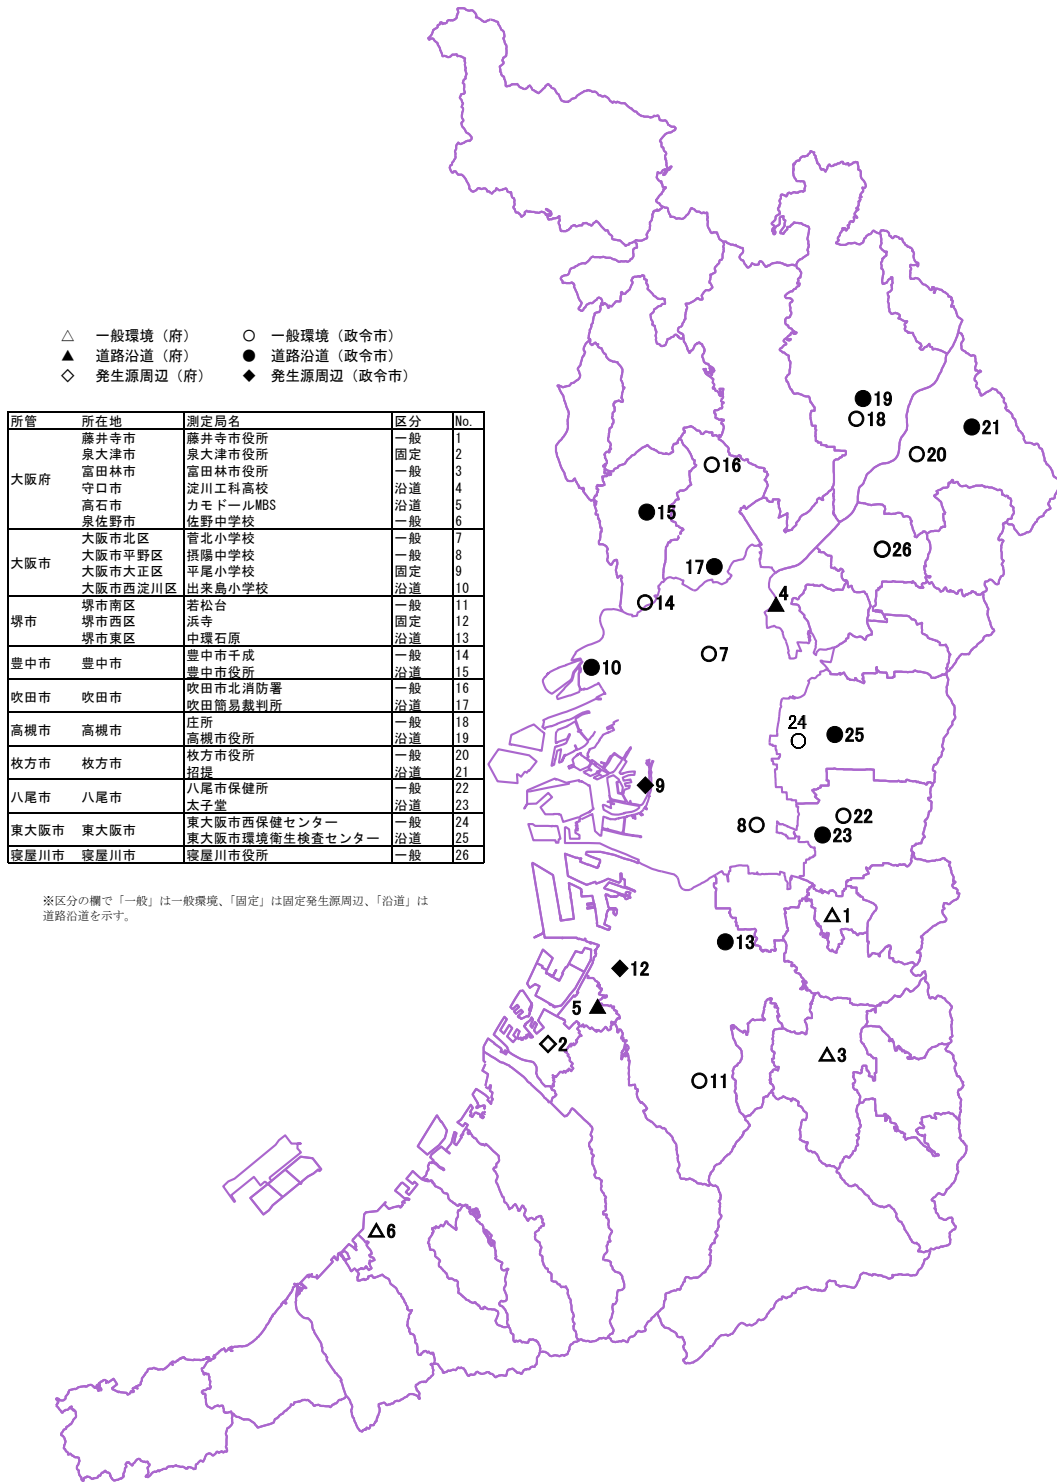 △ 一般環境（府） ○ 一般環境（政令市）
▲ 道路沿道（府） ● 道路沿道（政令市）
◇ 発生源周辺（府） ◆ 発生源周辺（政令市）
所管 所在地 測定局名 区分 No.
大阪府 藤井寺市 藤井寺市役所 一般 1
泉大津市 泉大津市役所 固定 2
富田林市 富田林市役所 一般 3
守口市 淀川工科高校 沿道 4
高石市 カモドールMBS 沿道 5
泉佐野市 佐野中学校 一般 6
大阪市 大阪市北区 菅北小学校 一般 7
大阪市平野区 摂陽中学校 一般 8
大阪市大正区 平尾小学校 固定 9
大阪市西淀川区 出来島小学校 沿道 10
堺市 堺市南区 若松台 一般 11
堺市西区 浜寺 固定 12
堺市東区 中環石原 沿道 13
豊中市 豊中市 豊中市千成 一般 14
豊中市役所 沿道 15
吹田市 吹田市 吹田市北消防署 一般 16
吹田簡易裁判所 沿道 17
高槻市 高槻市 庄所 一般 18
高槻市役所 沿道 19
枚方市 枚方市 枚方市役所 一般 20
招提 沿道 21
八尾市 八尾市 八尾市保健所 一般 22
太子堂 沿道 23
東大阪市 東大阪市 東大阪市西保健センター 一般 24
東大阪市環境衛生検査センター 沿道 25
寝屋川市 寝屋川市 寝屋川市役所 一般 26
※区分の欄で「一般」は一般環境、「固定」は固定発生源周辺、「沿道」は
道路沿道を示す。
19
18
21
20
16
15
26
17
4
14
7
10
24
25
9
22
8
23
1
13
12
5
2
3
11
6